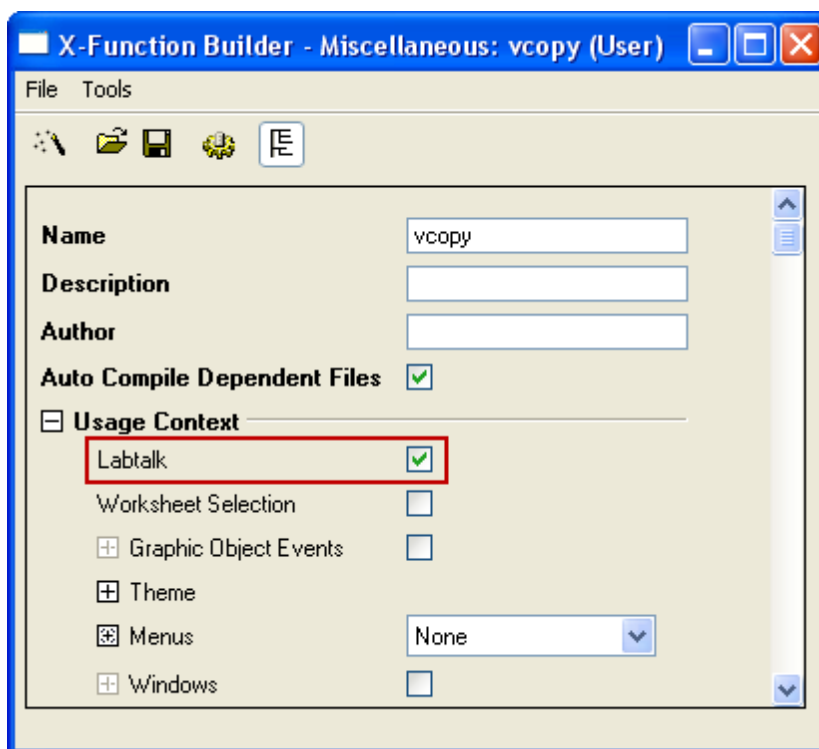 X-Function Builder - Miscellaneous: vcopy (User)
File Tools
Name vcopy
Description
Author
Auto Compile Dependent Files
Usage Context
Labtalk
Worksheet Selection
Graphic Object Events
Theme
Menus None
Windows